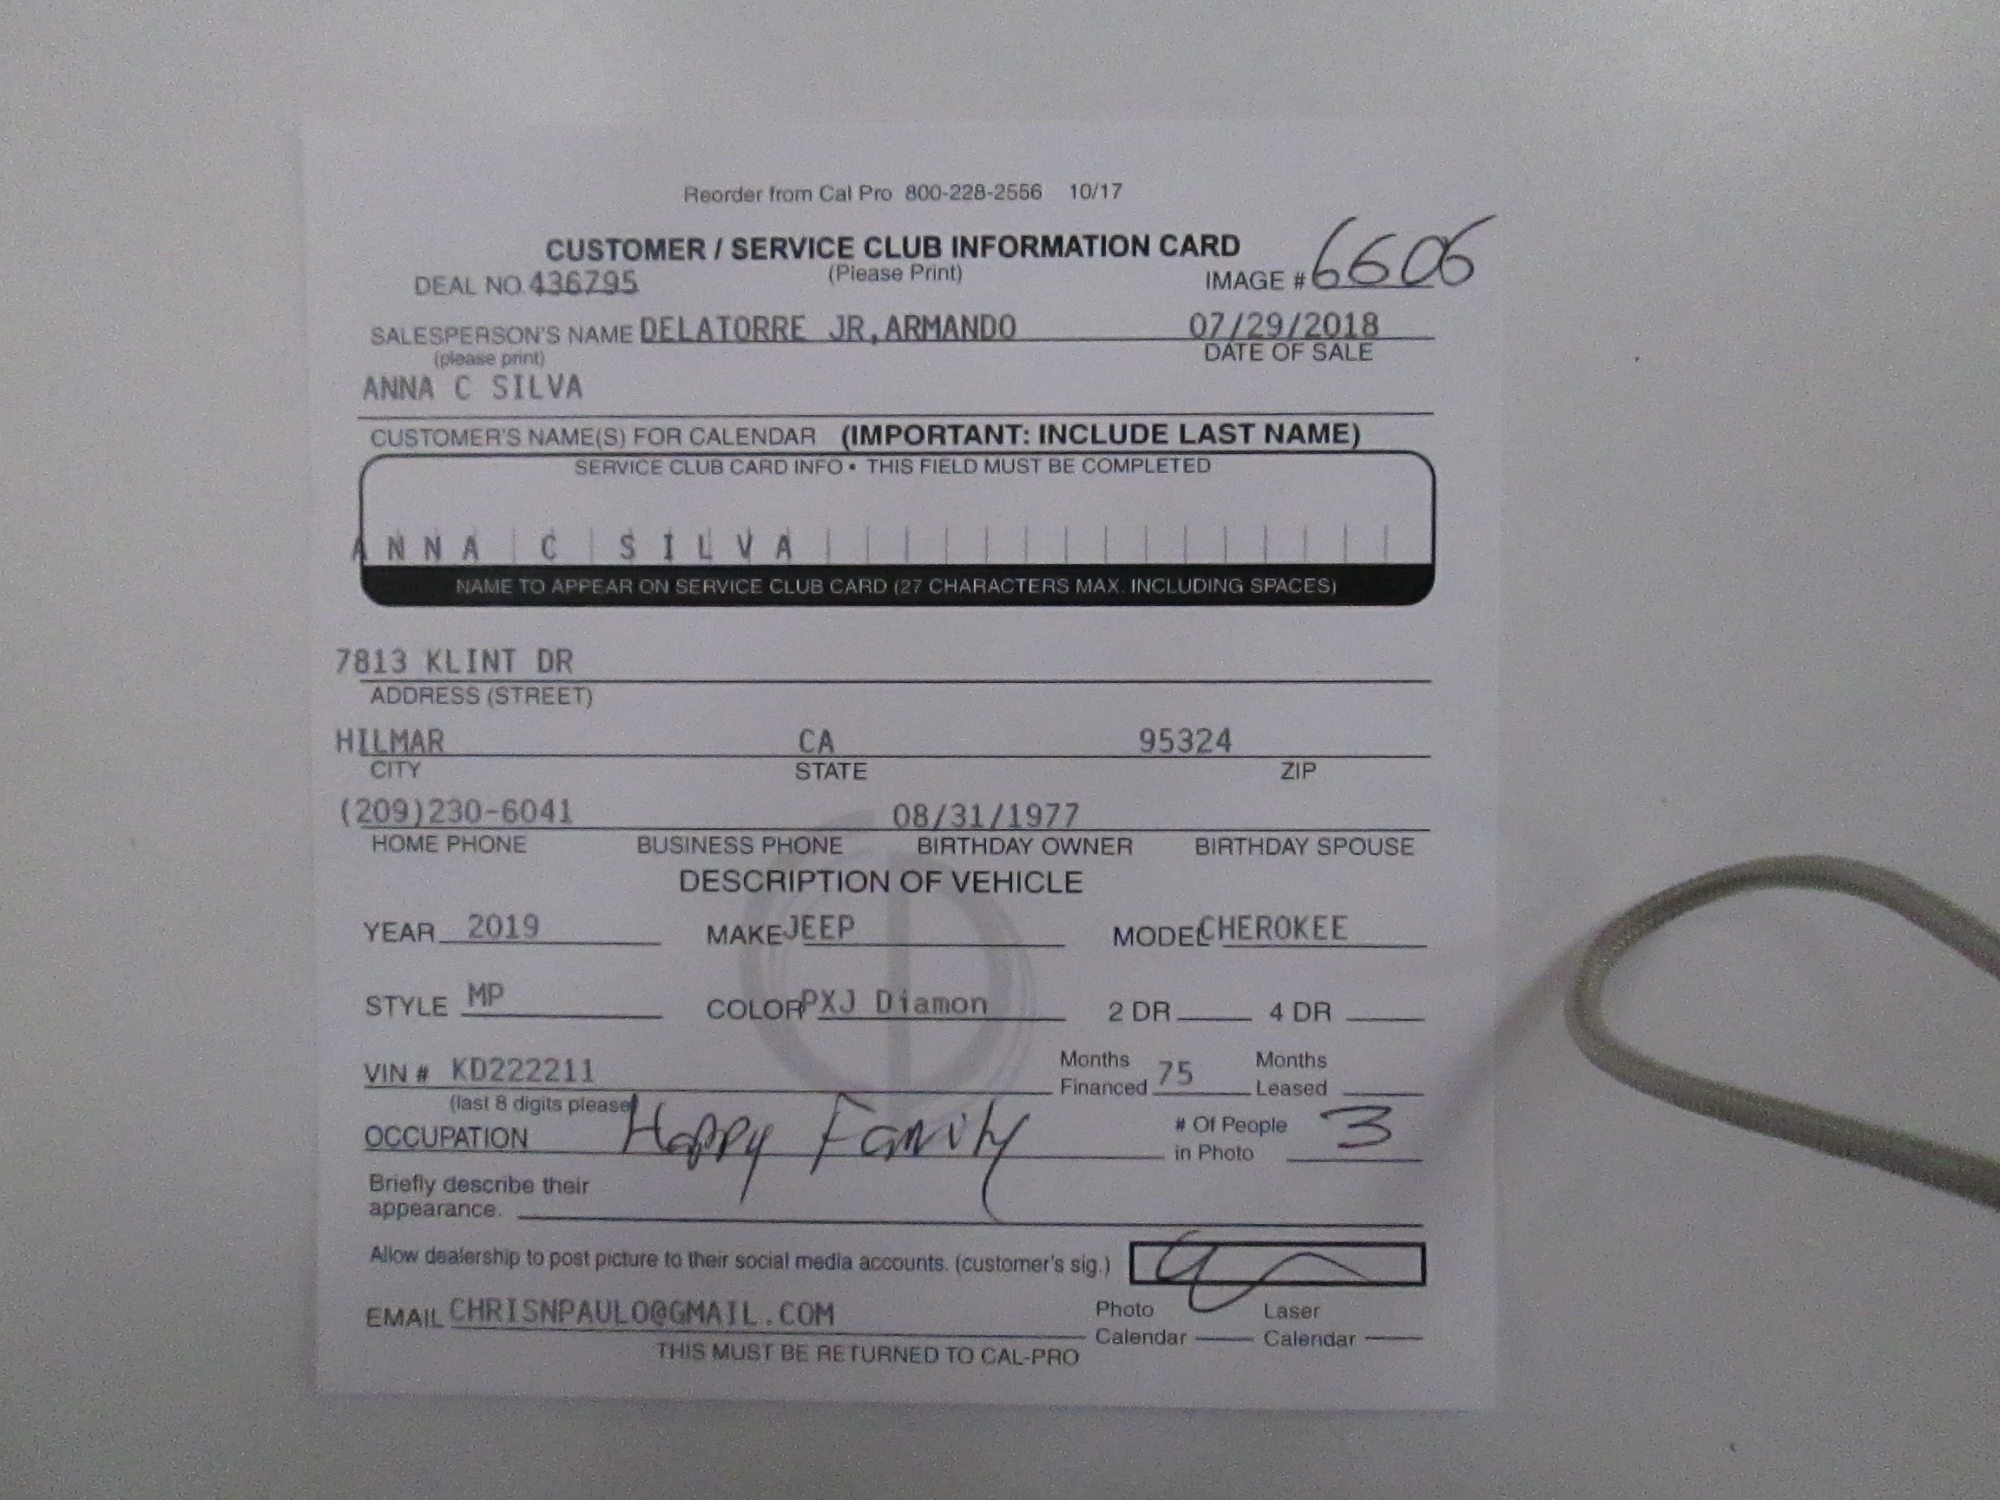 Reorder from Cal Pro 800-228-2556 10/17
CUSTOMER / SERVICE CLUB INFORMATION CARD
(Please Print)
DEAL NO. 436795 IMAGE # 6606
SALESPERSON'S NAME DELATORRE JR,ARMANDO 07/29/2018
(please print) DATE OF SALE
ANNA C SILVA
CUSTOMER'S NAME(S) FOR CALENDAR (IMPORTANT: INCLUDE LAST NAME)
SERVICE CLUB CARD INFO • THIS FIELD MUST BE COMPLETED
ANNA C SILVA
NAME TO APPEAR ON SERVICE CLUB CARD (27 CHARACTERS MAX. INCLUDING SPACES)
7813 KLINT DR
ADDRESS (STREET)
HILMAR CA 95324
CITY STATE ZIP
(209)230-6041 08/31/1977
HOME PHONE BUSINESS PHONE BIRTHDAY OWNER BIRTHDAY SPOUSE
DESCRIPTION OF VEHICLE
YEAR 2019 MAKE JEEP MODEL CHEROKEE
STYLE MP COLOR PXJ Diamon 2 DR 4 DR
VIN # KD222211 Months Financed 75 Months Leased
(last 8 digits please)
OCCUPATION Happy Family # Of People in Photo 3
Briefly describe their
appearance.
Allow dealership to post picture to their social media accounts. (customer's sig.)
EMAIL CHRISNPAULO@GMAIL.COM Photo Calendar Laser Calendar
THIS MUST BE RETURNED TO CAL-PRO